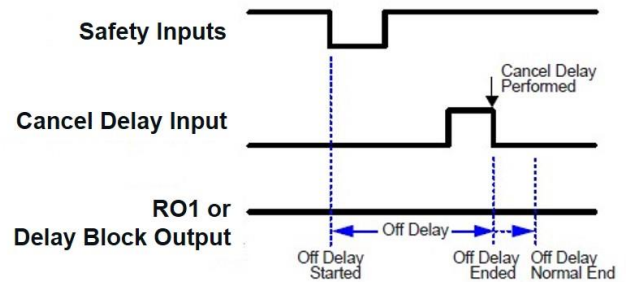 Safety Inputs
Cancel Delay
Performed
Cancel Delay Input
RO1 or
Delay Block Output
Off Delay
Off Delay
Started
Off Delay
Ended
Off Delay
Normal End